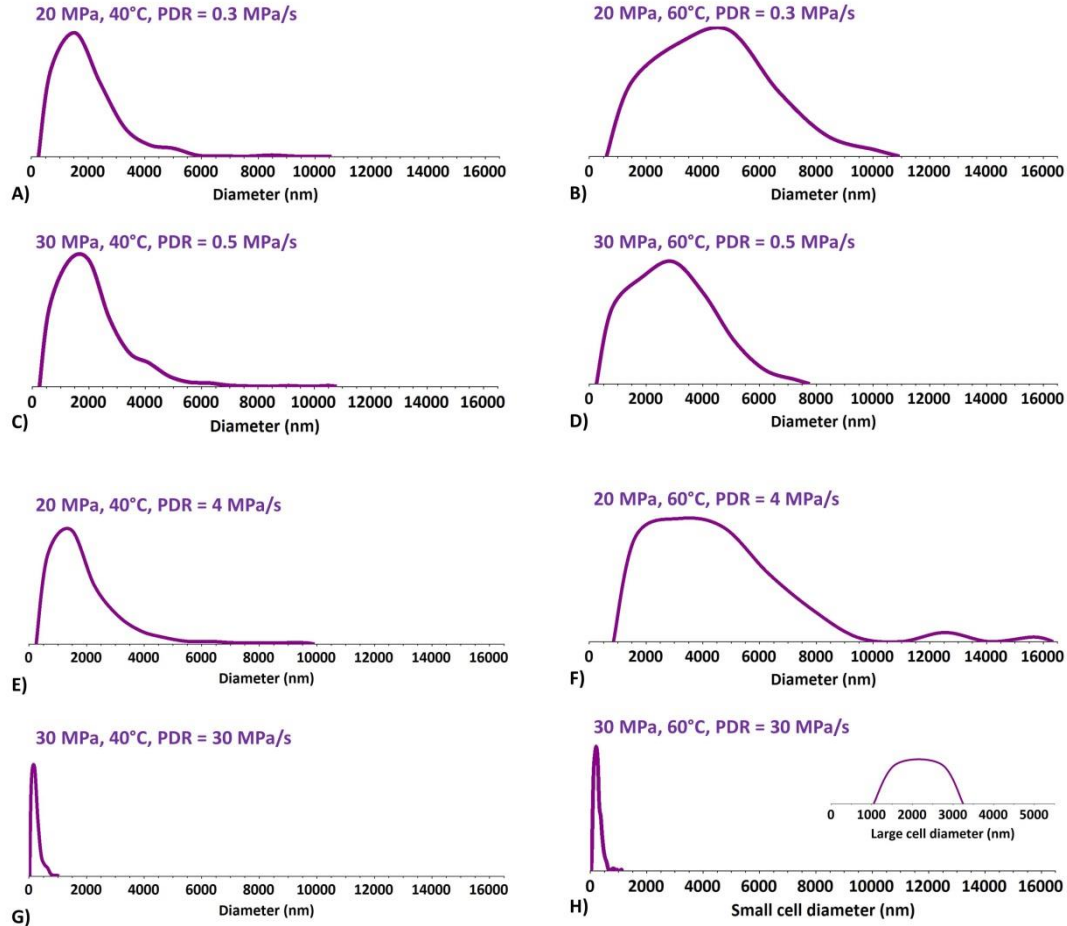 20 MPa, 40°C, PDR = 0.3 MPa/s
0 2000 4000 6000 8000 10000 12000 14000 16000
A)
Diameter (nm)
20 MPa, 60°C, PDR = 0.3 MPa/s
0 2000 4000 6000 8000 10000 12000 14000 16000
B)
Diameter (nm)
30 MPa, 40°C, PDR = 0.5 MPa/s
0 2000 4000 6000 8000 10000 12000 14000 16000
C)
Diameter (nm)
30 MPa, 60°C, PDR = 0.5 MPa/s
0 2000 4000 6000 8000 10000 12000 14000 16000
D)
Diameter (nm)
20 MPa, 40°C, PDR = 4 MPa/s
0 2000 4000 6000 8000 10000 12000 14000 16000
E)
Diameter (nm)
20 MPa, 60°C, PDR = 4 MPa/s
0 2000 4000 6000 8000 10000 12000 14000 16000
F)
Diameter (nm)
30 MPa, 40°C, PDR = 30 MPa/s
0 2000 4000 6000 8000 10000 12000 14000 16000
G)
Diameter (nm)
30 MPa, 60°C, PDR = 30 MPa/s
0 1000 2000 3000 4000 5000
Large cell diameter (nm)
0 2000 4000 6000 8000 10000 12000 14000 16000
H)
Small cell diameter (nm)